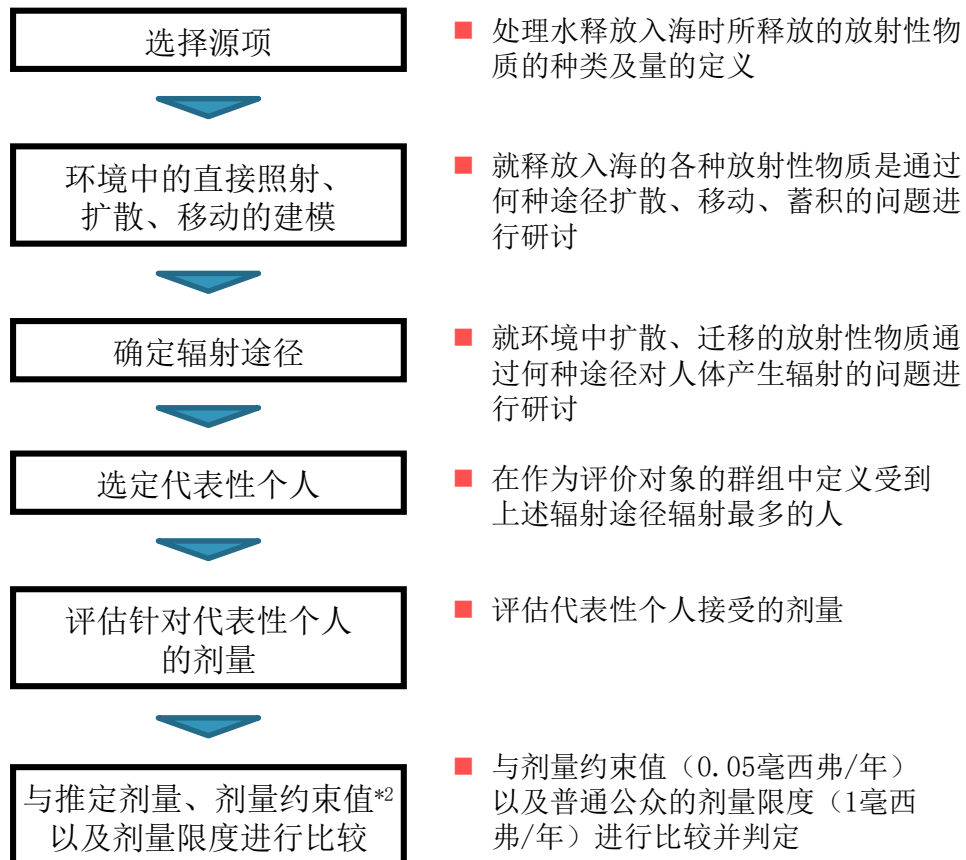 选择源项
■ 处理水释放入海时所释放的放射性物
质的种类及量的定义
环境中的直接照射、
扩散、移动的建模
■ 就释放入海的各种放射性物质是通过
何种途径扩散、移动、蓄积的问题进
行研讨
确定辐射途径
■ 就环境中扩散、迁移的放射性物质通
过何种途径对人体产生辐射的问题进
行研讨
选定代表性个人
■ 在作为评价对象的群组中定义受到
上述辐射途径辐射最多的人
评估针对代表性个人
的剂量
■ 评估代表性个人接受的剂量
与推定剂量、剂量约束值*2
以及剂量限度进行比较
■ 与剂量约束值（0.05毫西弗/年）
以及普通公众的剂量限度（1毫西
弗/年）进行比较并判定